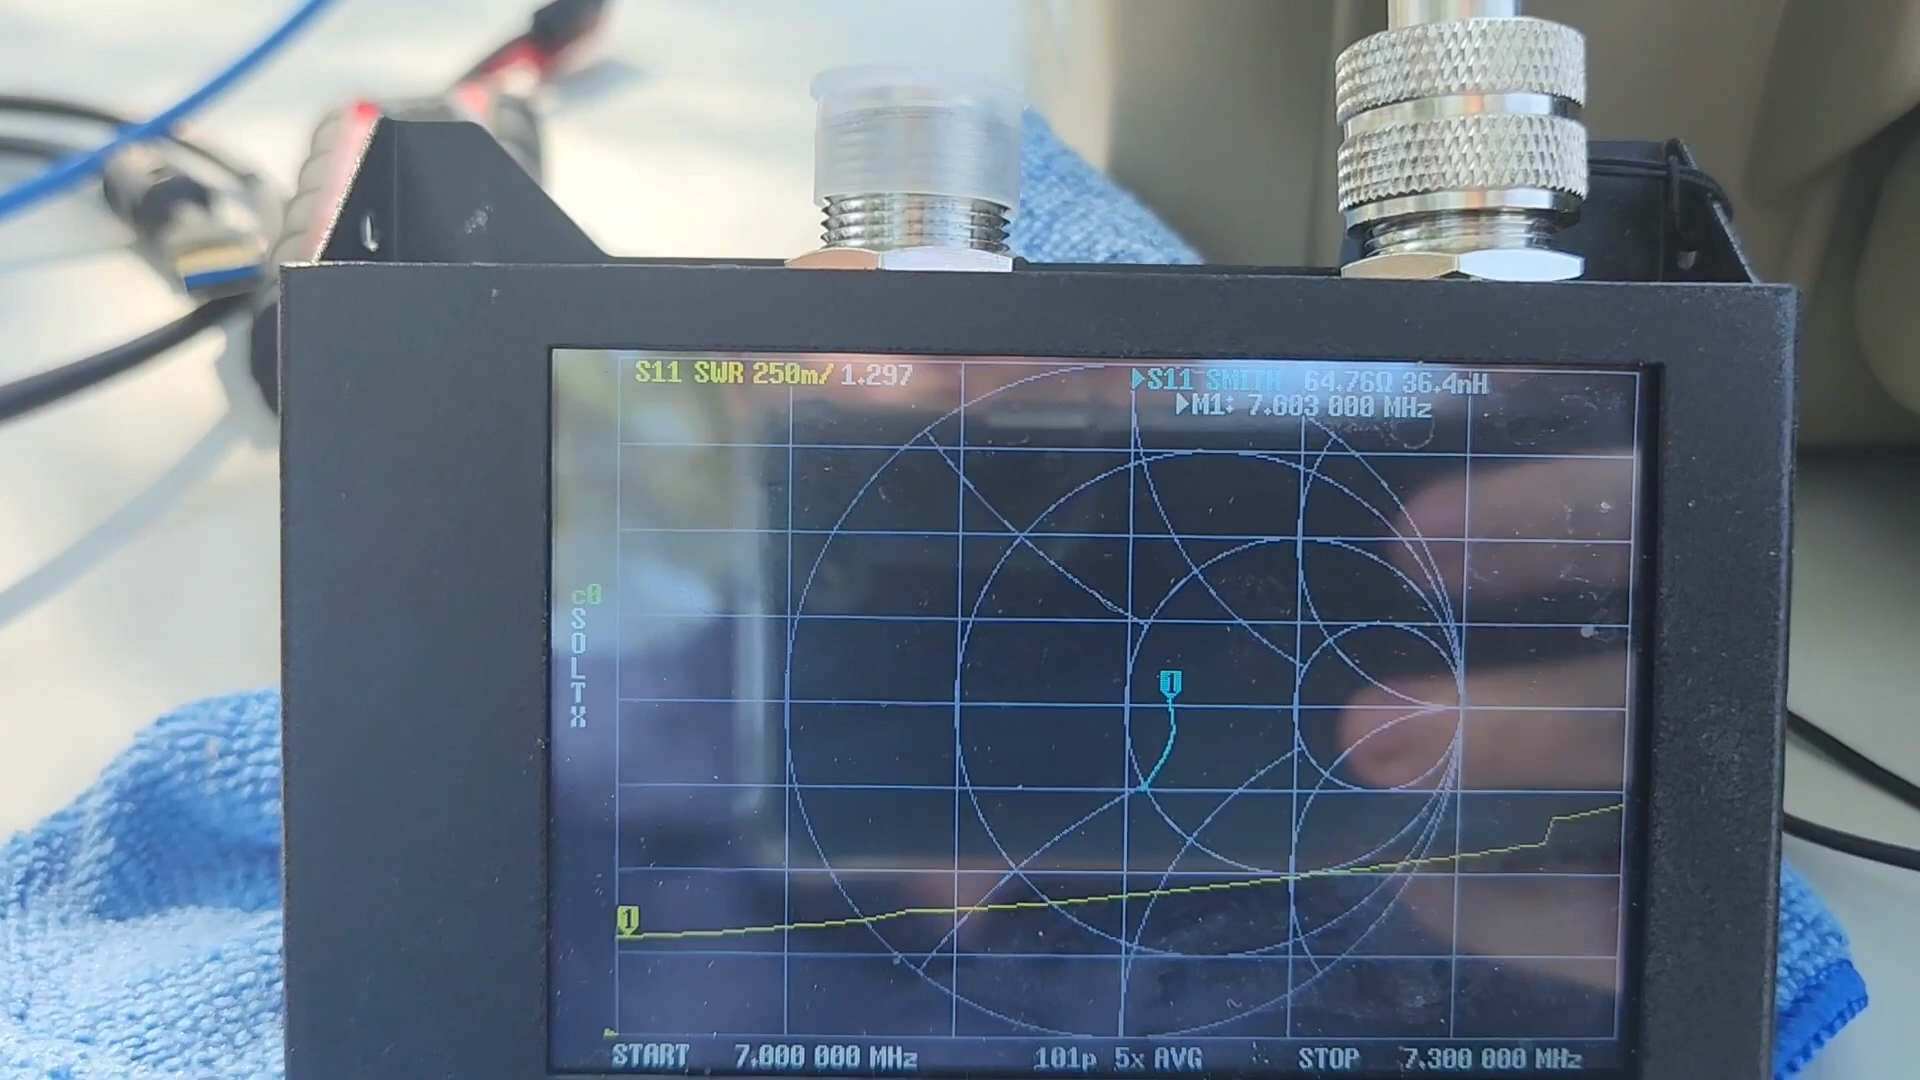 S11 SWR 250m/ 1.297
▶S11 SMITH 64.76Ω 36.4nH
▶M1: 7.003 000 MHz
c0
S
O
L
T
X
1
1
START 7.000 000 MHz
101p 5x AVG
STOP 7.300 000 MHz